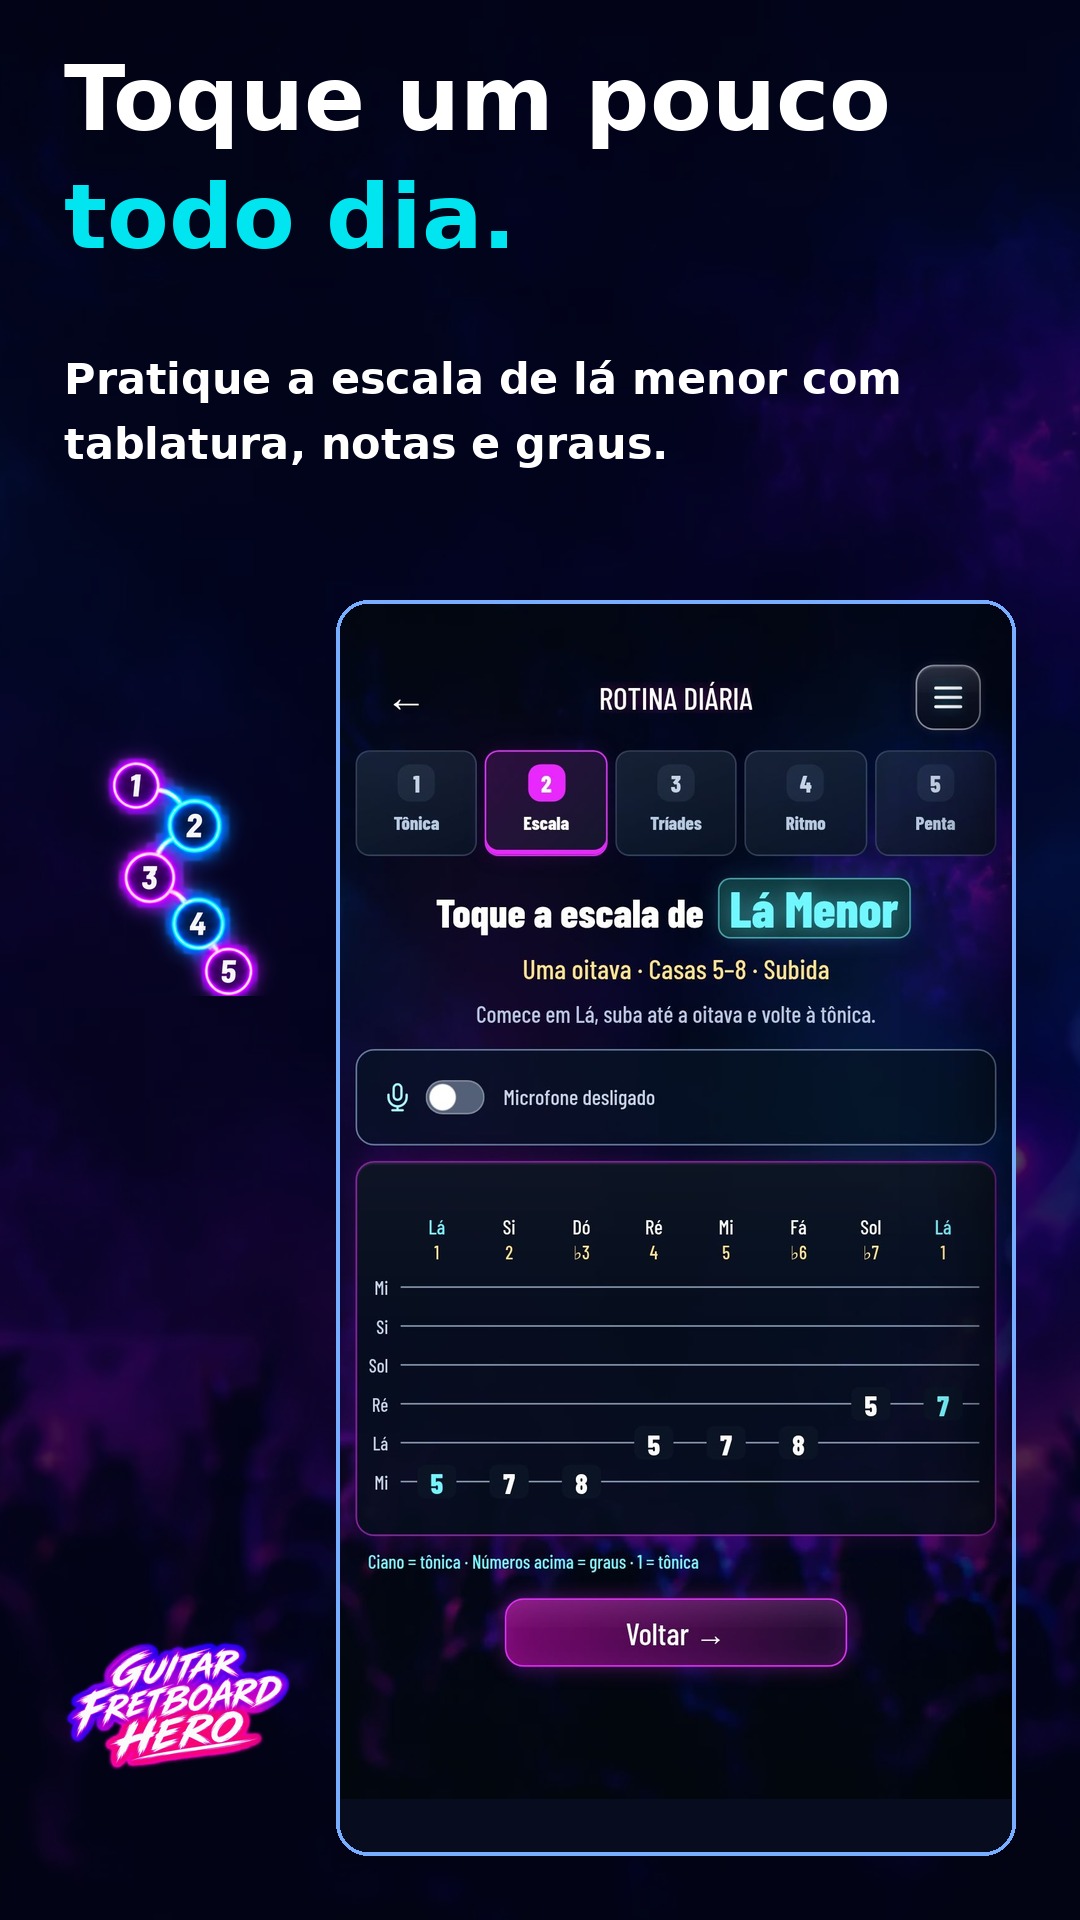 Toque um pouco
todo dia.
Pratique a escala de lá menor com
tablatura, notas e graus.
← ROTINA DIÁRIA
1 2 3 4 5
Tônica Escala Tríades Ritmo Penta
Toque a escala de Lá Menor
Uma oitava · Casas 5–8 · Subida
Comece em Lá, suba até a oitava e volte à tônica.
Microfone desligado
Lá Si Dó Ré Mi Fá Sol Lá
1 2 ♭3 4 5 ♭6 ♭7 1
Mi
Si
Sol
Ré 5 7
Lá 5 7 8
Mi 5 7 8
Ciano = tônica · Números acima = graus · 1 = tônica
Voltar →
1
2
3
4
5
GUITAR
FRETBOARD
HERO